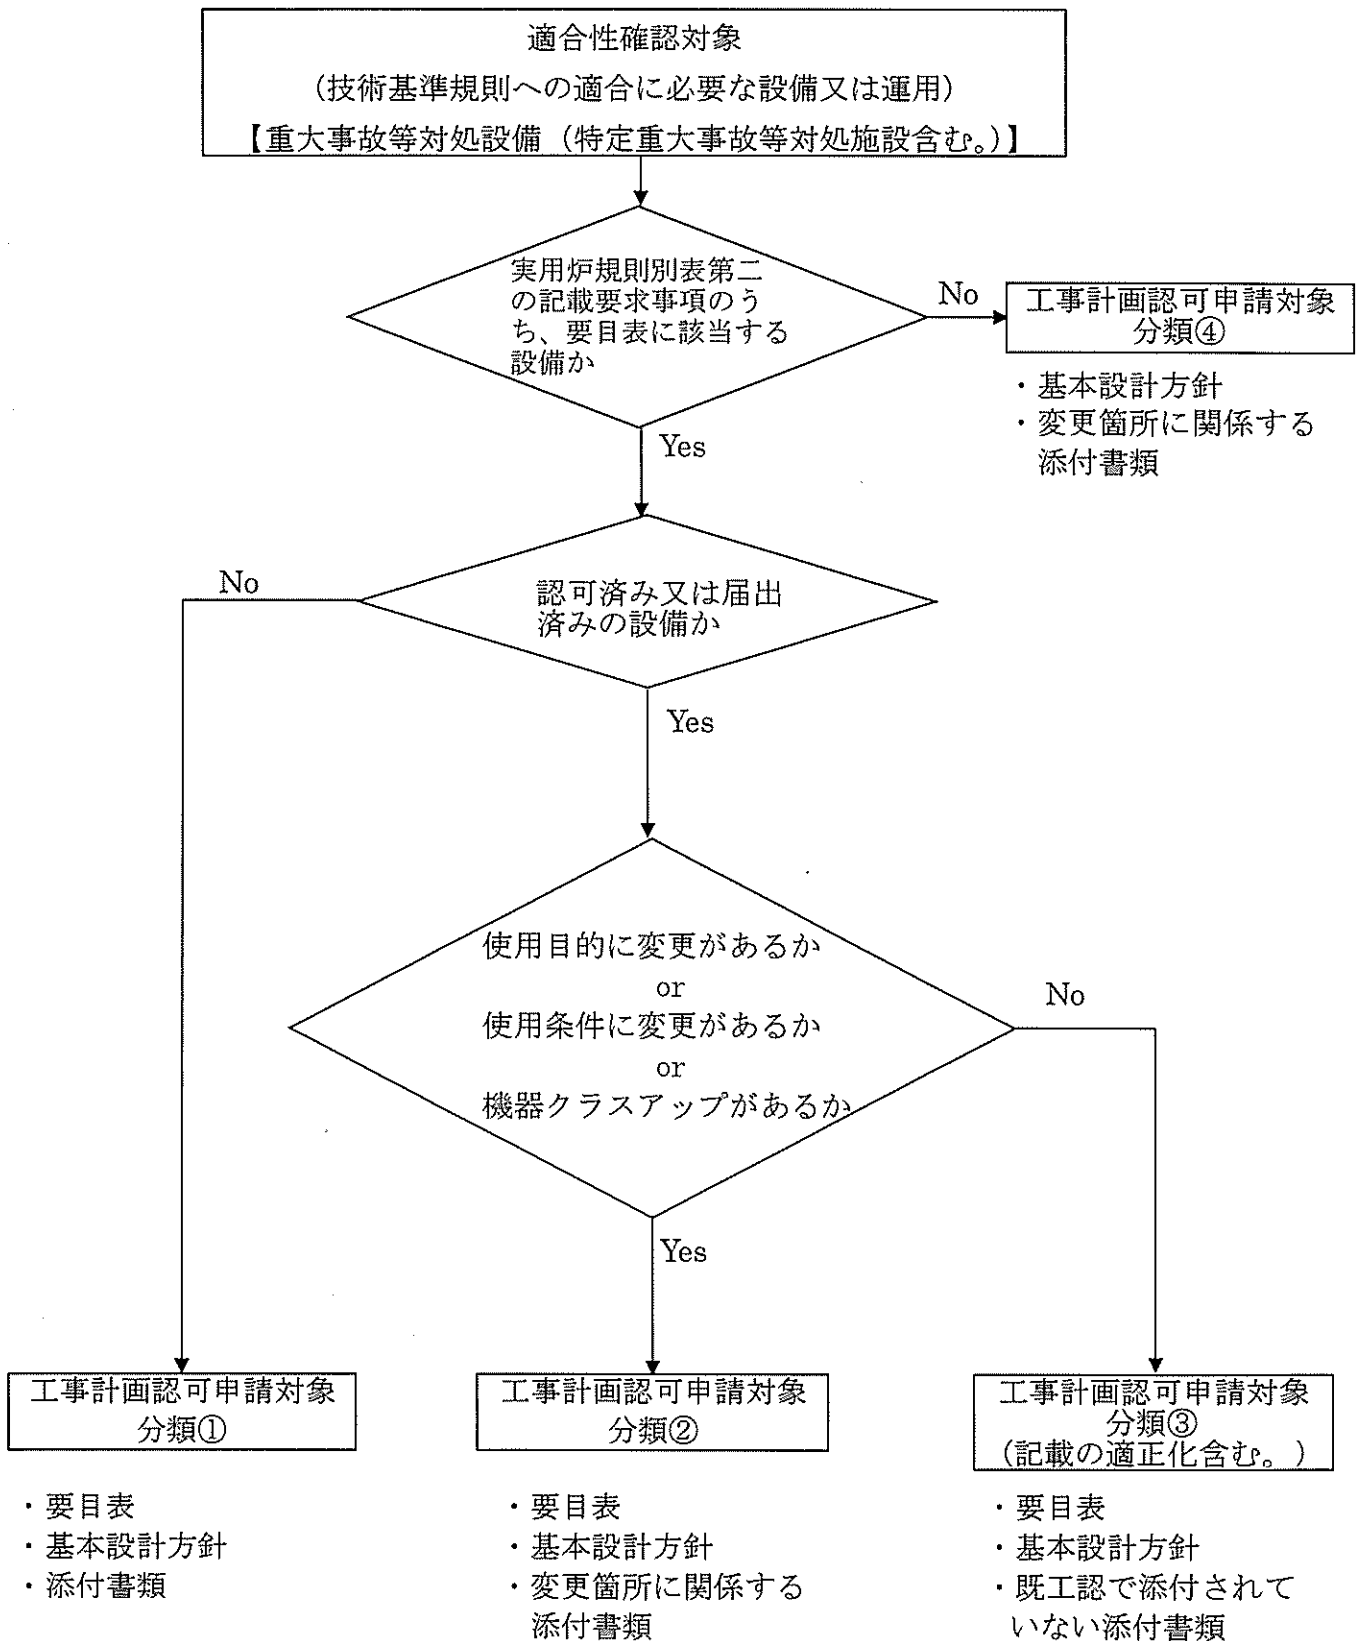 適合性確認対象
(技術基準規則への適合に必要な設備又は運用)
【重大事故等対処設備(特定重大事故等対処施設含む。)】
実用炉規則別表第二
の記載要求事項のう
ち、要目表に該当する
設備か
No
工事計画認可申請対象
分類④
・基本設計方針
・変更箇所に関係する
添付書類
Yes
認可済み又は届出
済みの設備か
No
Yes
使用目的に変更があるか
or
使用条件に変更があるか
or
機器クラスアップがあるか
No
Yes
工事計画認可申請対象
分類①
・要目表
・基本設計方針
・添付書類
工事計画認可申請対象
分類②
・要目表
・基本設計方針
・変更箇所に関係する
添付書類
工事計画認可申請対象
分類③
(記載の適正化含む。)
・要目表
・基本設計方針
・既工認で添付されて
いない添付書類